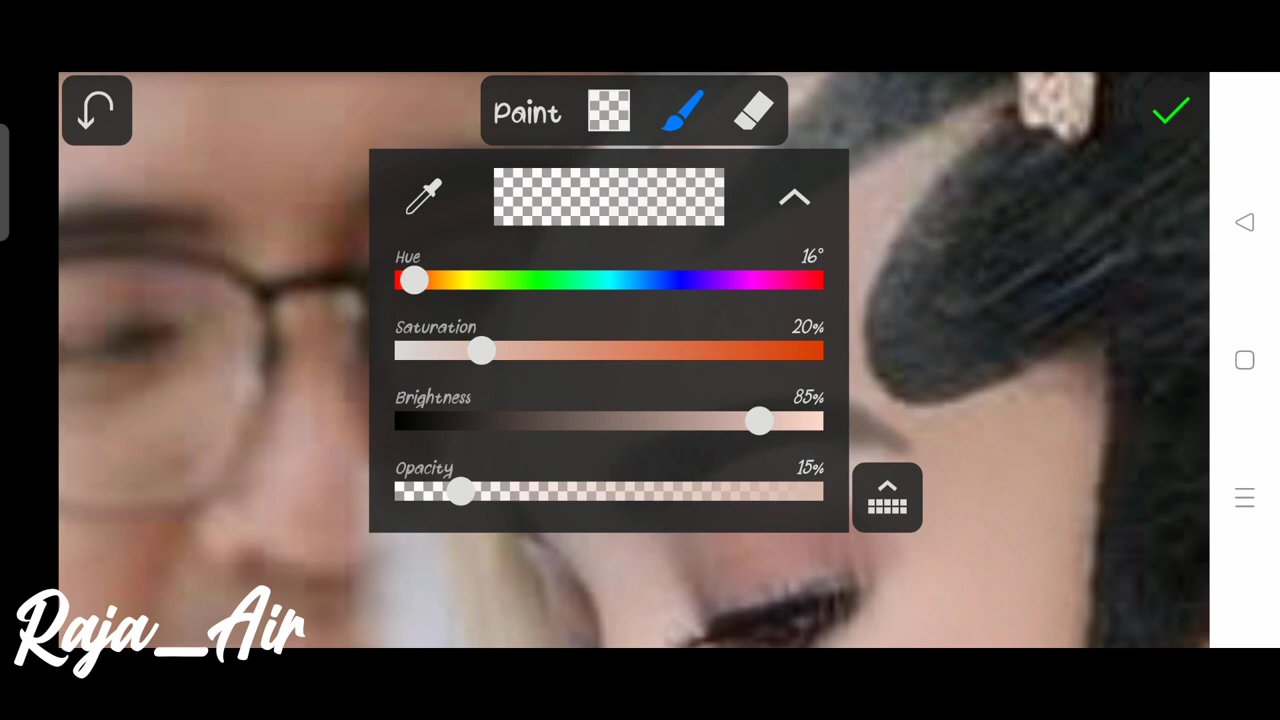 Paint
Hue 16°
Saturation 20%
Brightness 85%
Opacity 15%
Raja_Air